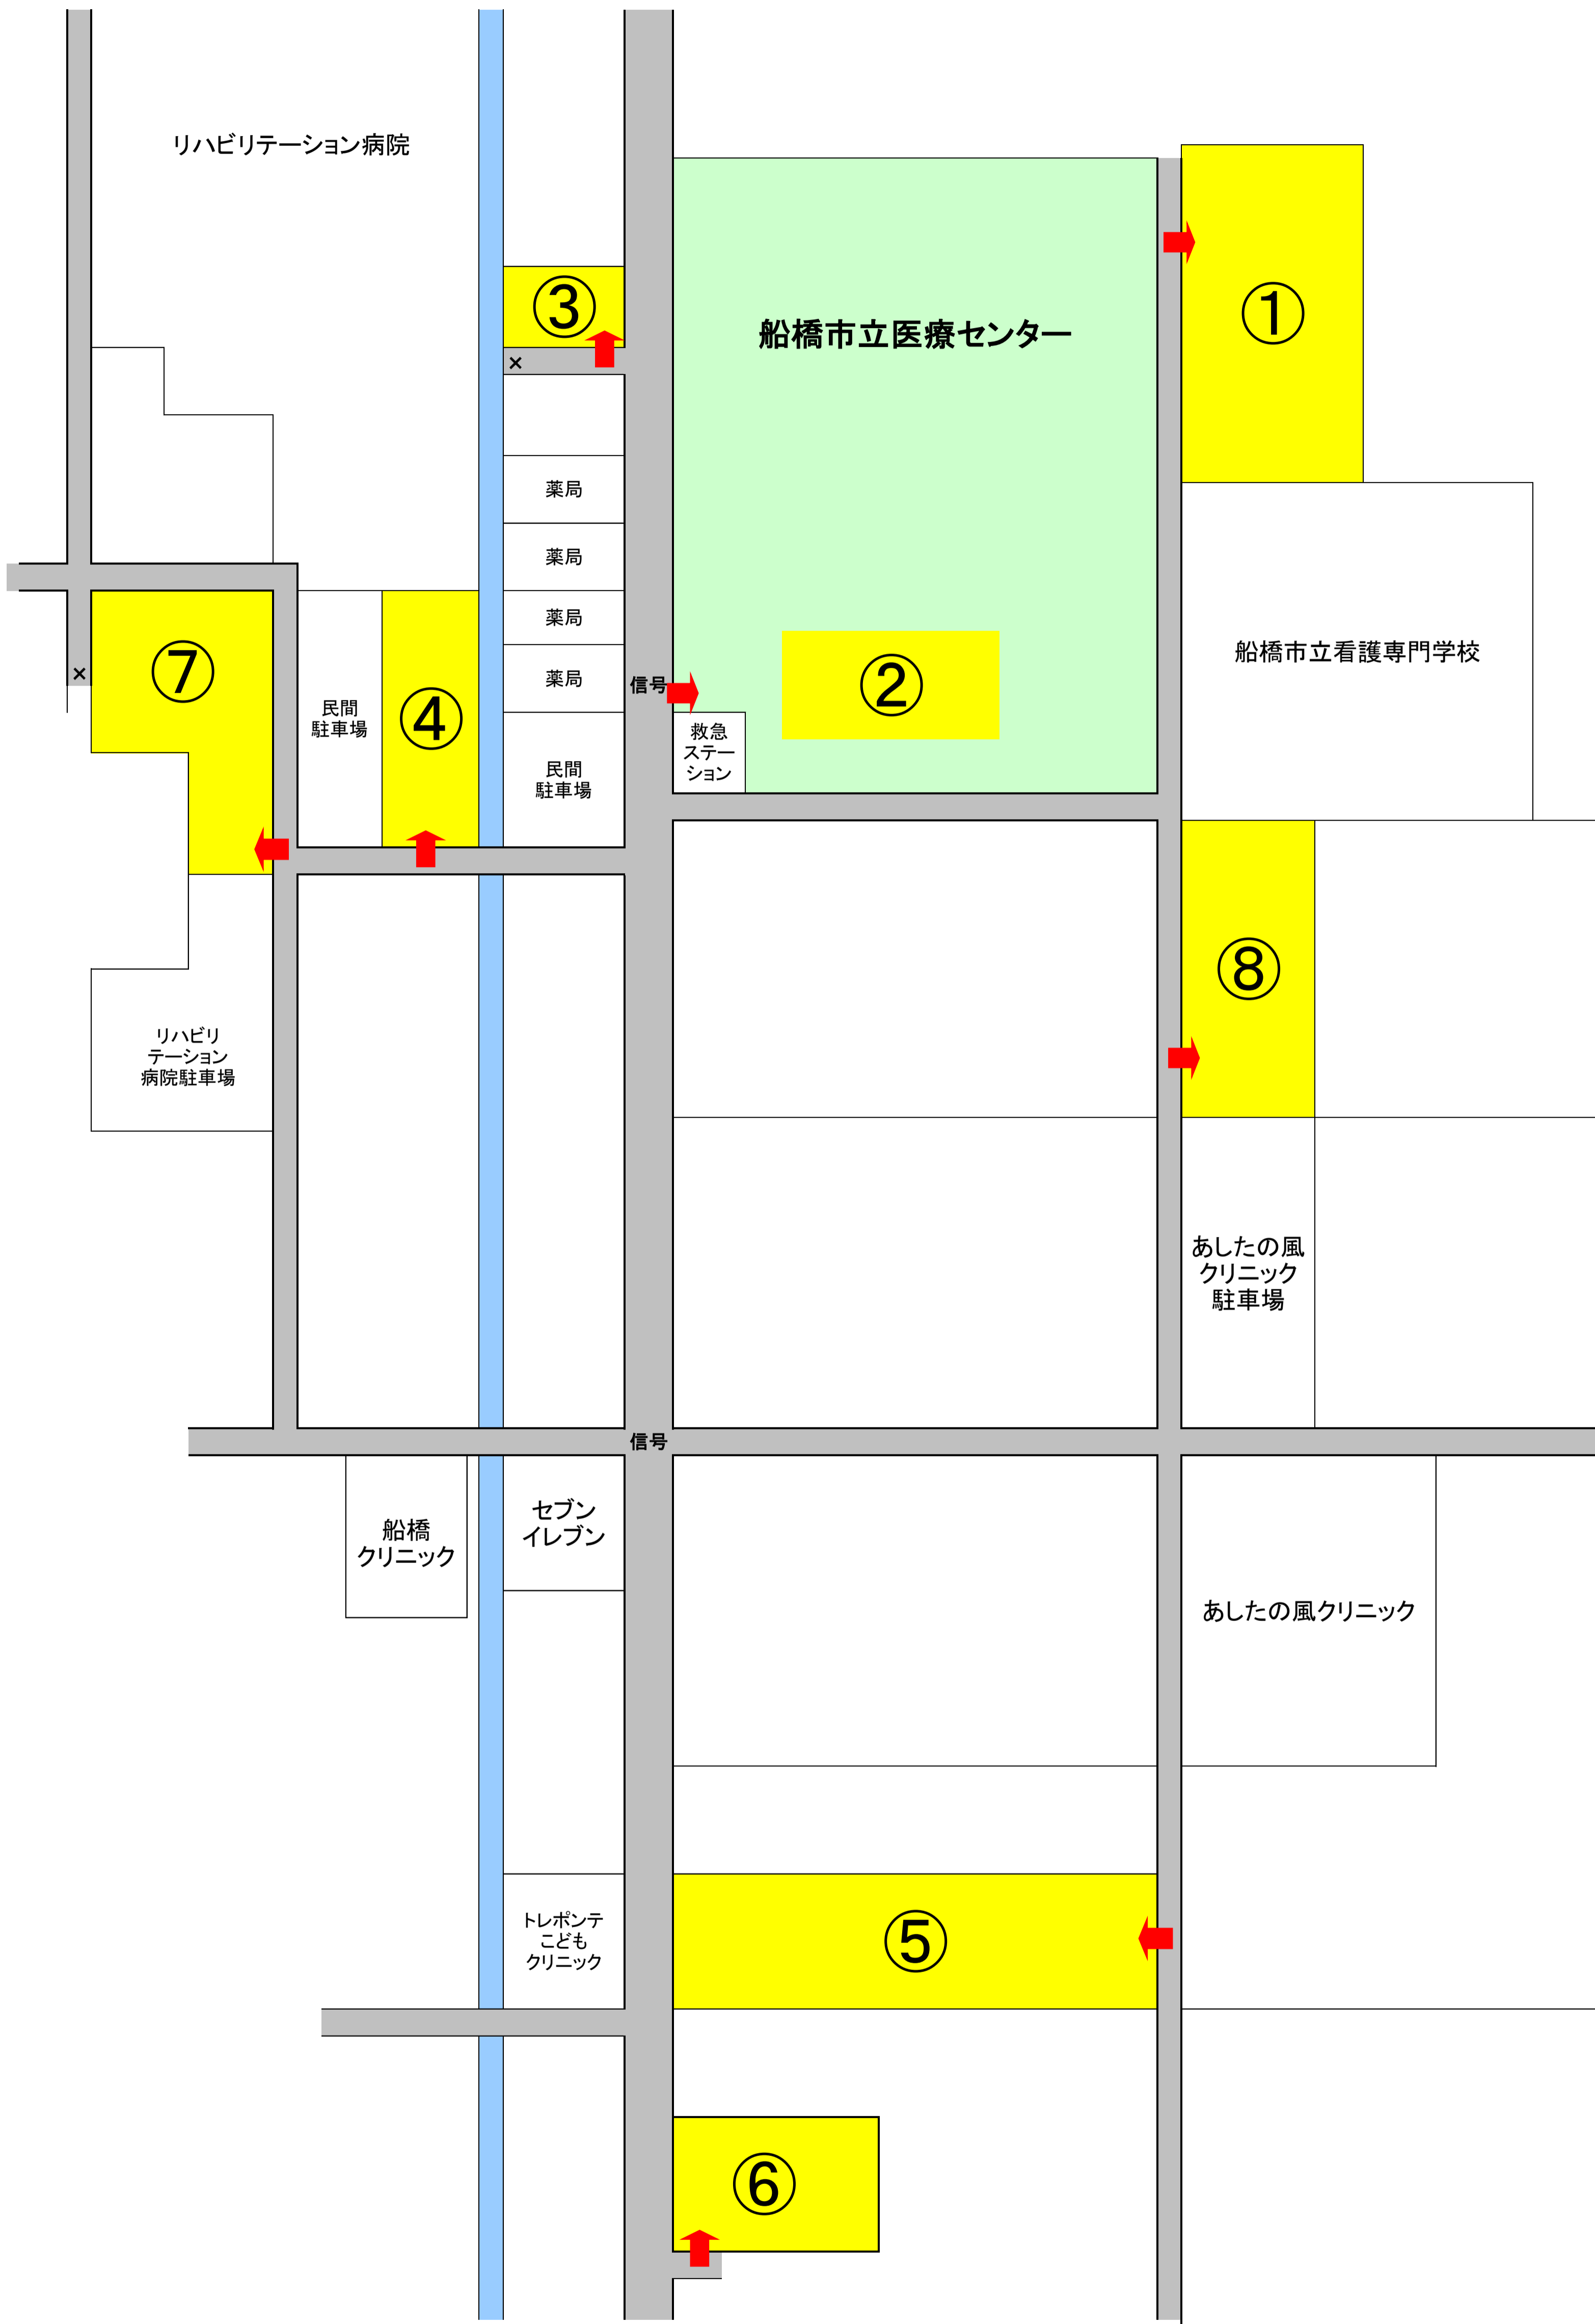 リハビリテーション病院
③
船橋市立医療センター
①
×
薬局
薬局
薬局
薬局
船橋市立看護専門学校
⑦
×
民間
駐車場
④
信号
②
救急
ステー
ション
民間
駐車場
⑧
リハビリ
テーション
病院駐車場
あしたの風
クリニック
駐車場
信号
船橋
クリニック
セブン
イレブン
あしたの風クリニック
トレポンテ
こども
クリニック
⑤
⑥